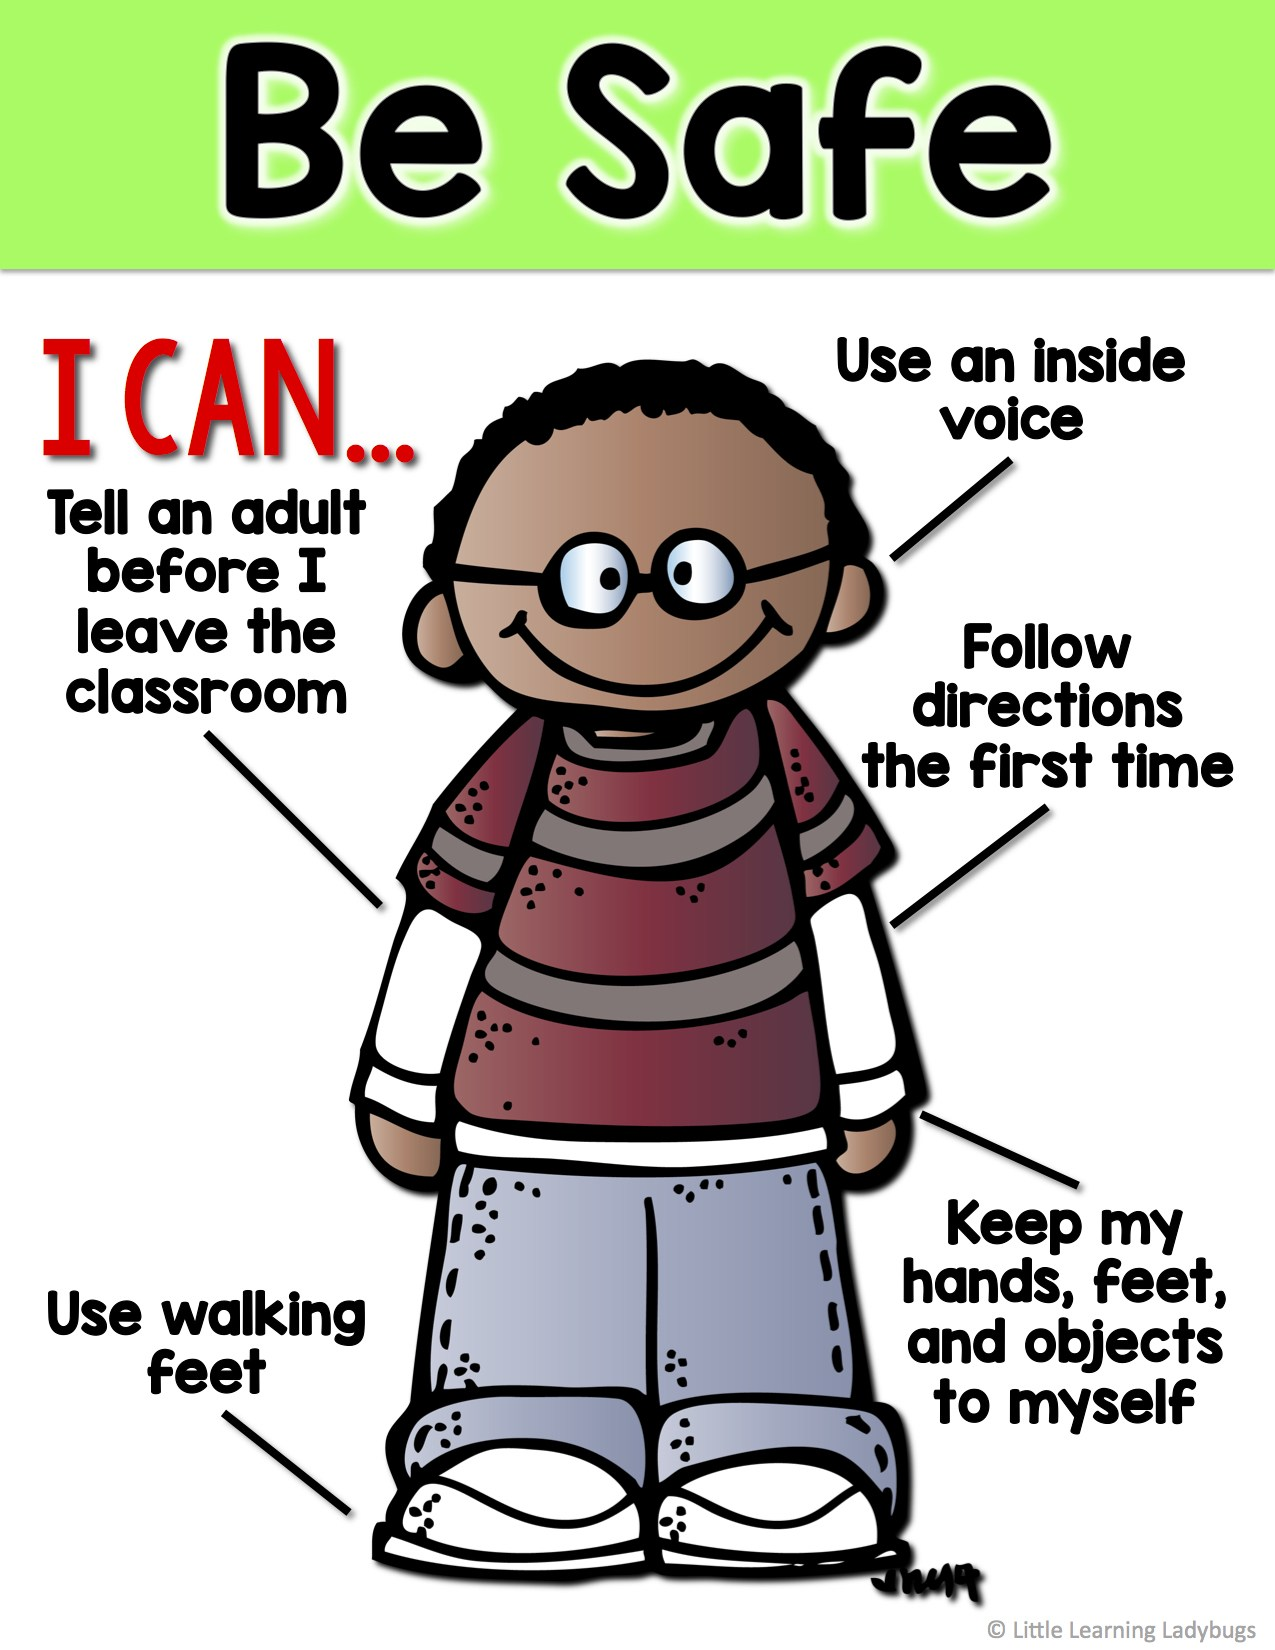 Be Safe
I CAN...
Tell an adult
before I
leave the
classroom
Use an inside
voice
Follow
directions
the first time
Keep my
hands, feet,
and objects
to myself
Use walking
feet
© Little Learning Ladybugs